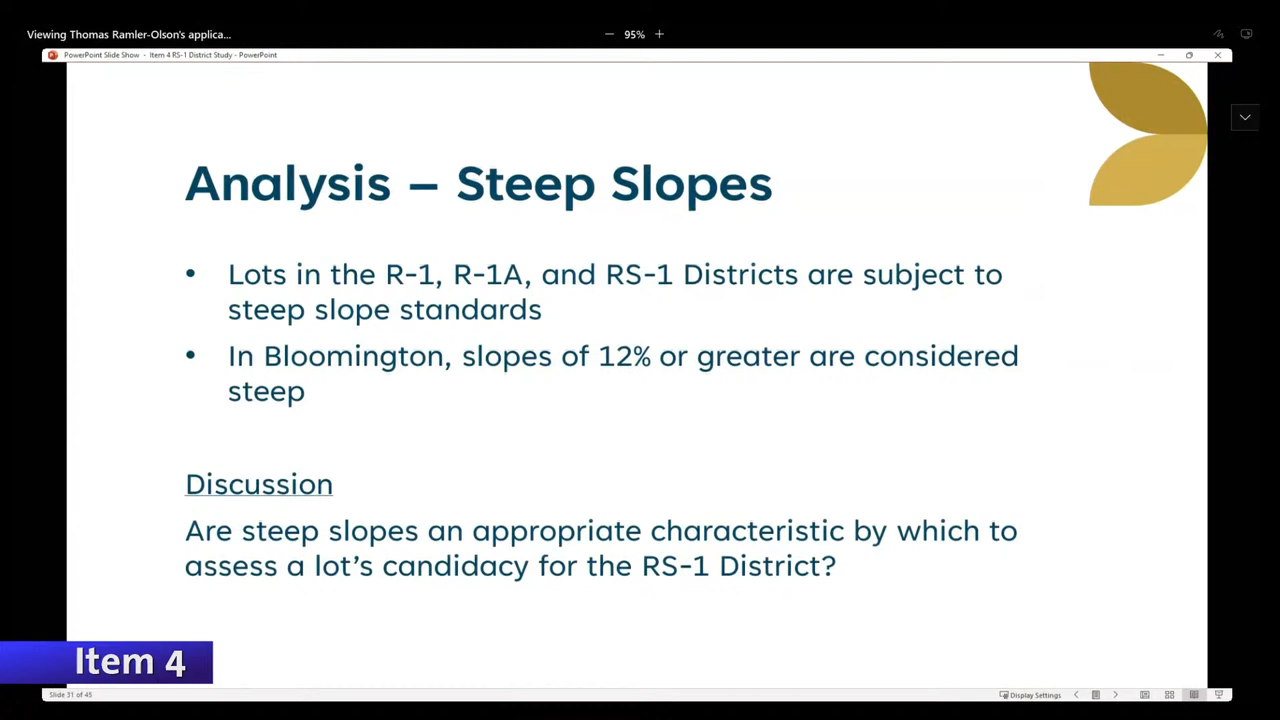 Viewing Thomas Ramler-Olson's applica...
95%
PowerPoint Slide Show - Item 4 RS-1 District Study - PowerPoint
Analysis – Steep Slopes
• Lots in the R-1, R-1A, and RS-1 Districts are subject to
steep slope standards
• In Bloomington, slopes of 12% or greater are considered
steep
Discussion
Are steep slopes an appropriate characteristic by which to
assess a lot’s candidacy for the RS-1 District?
Item 4
Slide 31 of 45
Display Settings